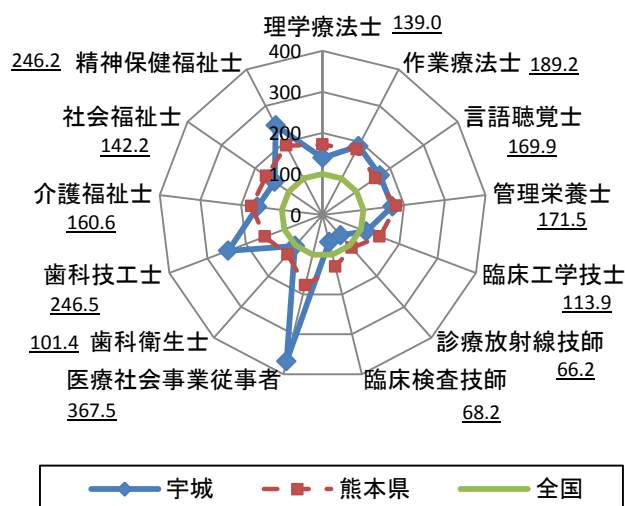 理学療法士 139.0
作業療法士 189.2
言語聴覚士
169.9
管理栄養士
171.5
臨床工学技士
113.9
診療放射線技師
66.2
臨床検査技師
68.2
医療社会事業従事者
367.5
101.4 歯科衛生士
歯科技工士
246.5
介護福祉士
160.6
社会福祉士
142.2
246.2 精神保健福祉士
400
300
200
100
0
宇城 熊本県 全国